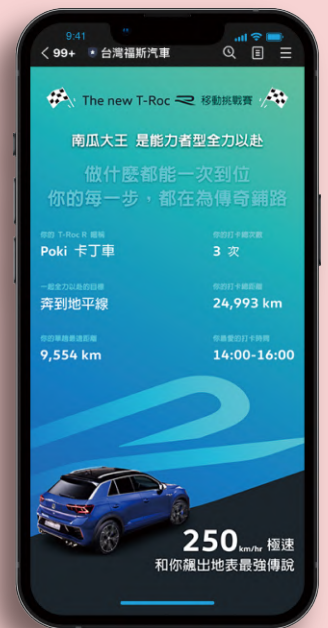 9:41
99+ 台灣福斯汽車
The new T-Roc R 移動挑戰賽
南瓜大王 是能力者型全力以赴
做什麼都能一次到位
你的每一步，都在為傳奇鋪路
你的 T-Roc R 暱稱
Poki 卡丁車
你的打卡總次數
3 次
一起全力以赴的目標
奔到地平線
你的打卡總距離
24,993 km
你的單趟最遠距離
9,554 km
你最愛的打卡時間
14:00-16:00
250 km/hr 極速
和你飆出地表最強傳說